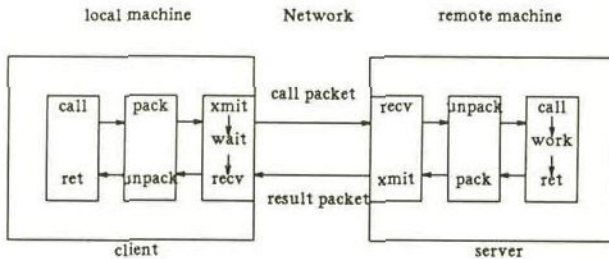 local machine Network remote machine
call pack xmit call packet recv unpack call
wait work
ret unpack recv result packet xmit pack ret
client server